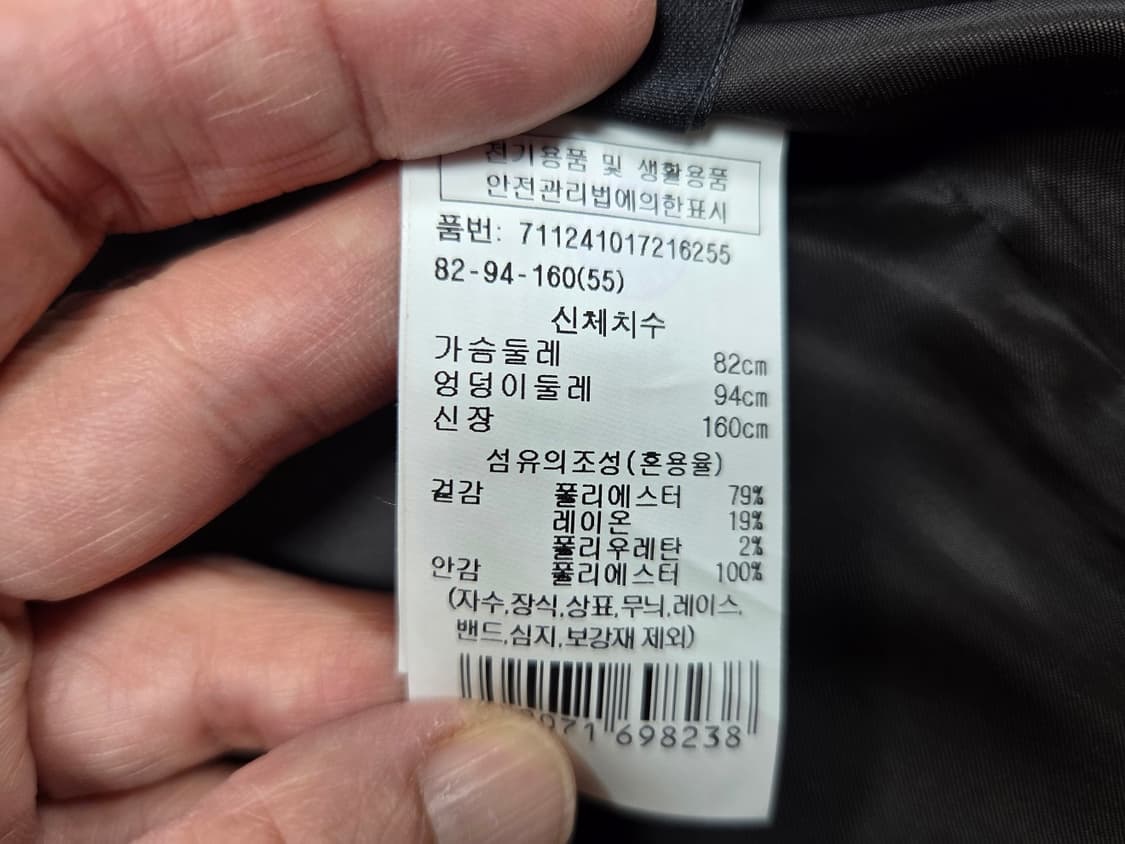 전기용품 및 생활용품
안전관리법에의한표시
품번: 711241017216255
82-94-160(55)
신체치수
가슴둘레 82cm
엉덩이둘레 94cm
신장 160cm
섬유의조성(혼용율)
겉감 폴리에스터 79%
레이온 19%
폴리우레탄 2%
안감 폴리에스터 100%
(자수,장식,상표,무늬,레이스,
밴드,심지,보강재 제외)
971 698238